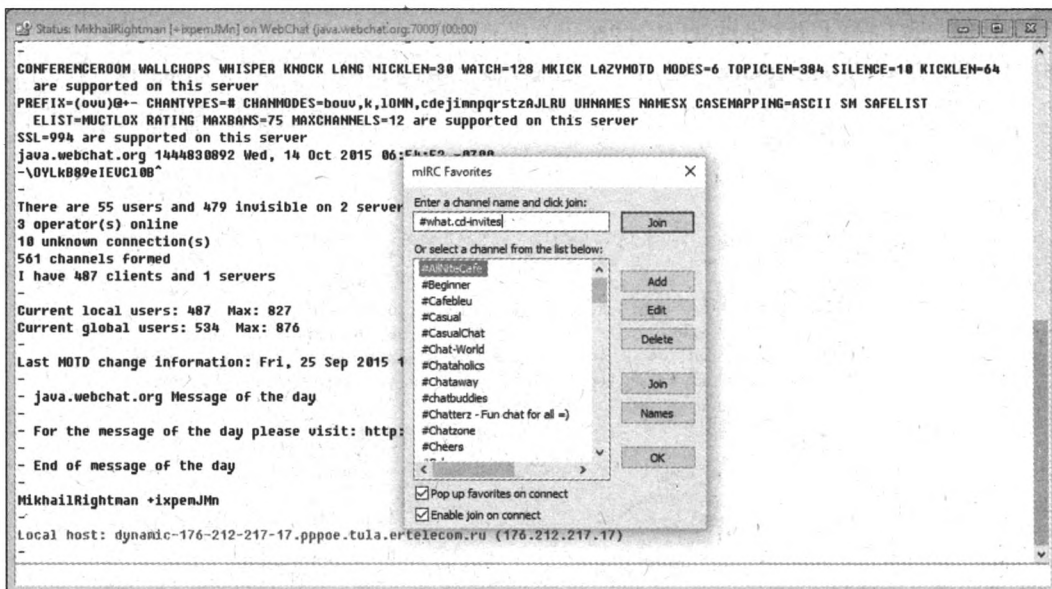 Status: MikhailRightman [+ixpemJMn] on WebChat (java.webchat.org:7000) (00:00)
CONFERENCEROOM WALLCHOPS WHISPER KNOCK LANG NICKLEN=30 WATCH=128 MKICK LAZYMOTD MODES=6 TOPICLEN=384 SILENCE=10 KICKLEN=64
are supported on this server
PREFIX=(ovu)@+- CHANTYPES=# CHANMODES=bouv,k,lOMN,cdejimnpqrstzAJLRU UHNAMES NAMESX CASEMAPPING=ASCII SM SAFELIST
ELIST=MUCTLOX RATING MAXBANS=75 MAXCHANNELS=12 are supported on this server
SSL=994 are supported on this server
java.webchat.org 1444830892 Wed, 14 Oct 2015 06:54:52 -0700
-\OYLkB89eIEVCl0B^
-
There are 55 users and 479 invisible on 2 server
3 operator(s) online
10 unknown connection(s)
561 channels formed
I have 487 clients and 1 servers
-
Current local users: 487 Max: 827
Current global users: 534 Max: 876
-
Last MOTD change information: Fri, 25 Sep 2015 1
-
- java.webchat.org Message of the day
-
- For the message of the day please visit: http:
-
- End of message of the day
-
MikhailRightman +ixpemJMn
-
Local host: dynamic-176-212-217-17.pppoe.tula.ertelecom.ru (176.212.217.17)
-
mIRC Favorites
Enter a channel name and click join:
#what.cd-invites
Join
Or select a channel from the list below:
#AllNiteCafe
#Beginner
#Cafebleu
#Casual
#CasualChat
#Chat-World
#Chataholics
#Chataway
#chatbuddies
#Chatterz - Fun chat for all =)
#Chatzone
#Cheers
Add
Edit
Delete
Join
Names
OK
Pop up favorites on connect
Enable join on connect